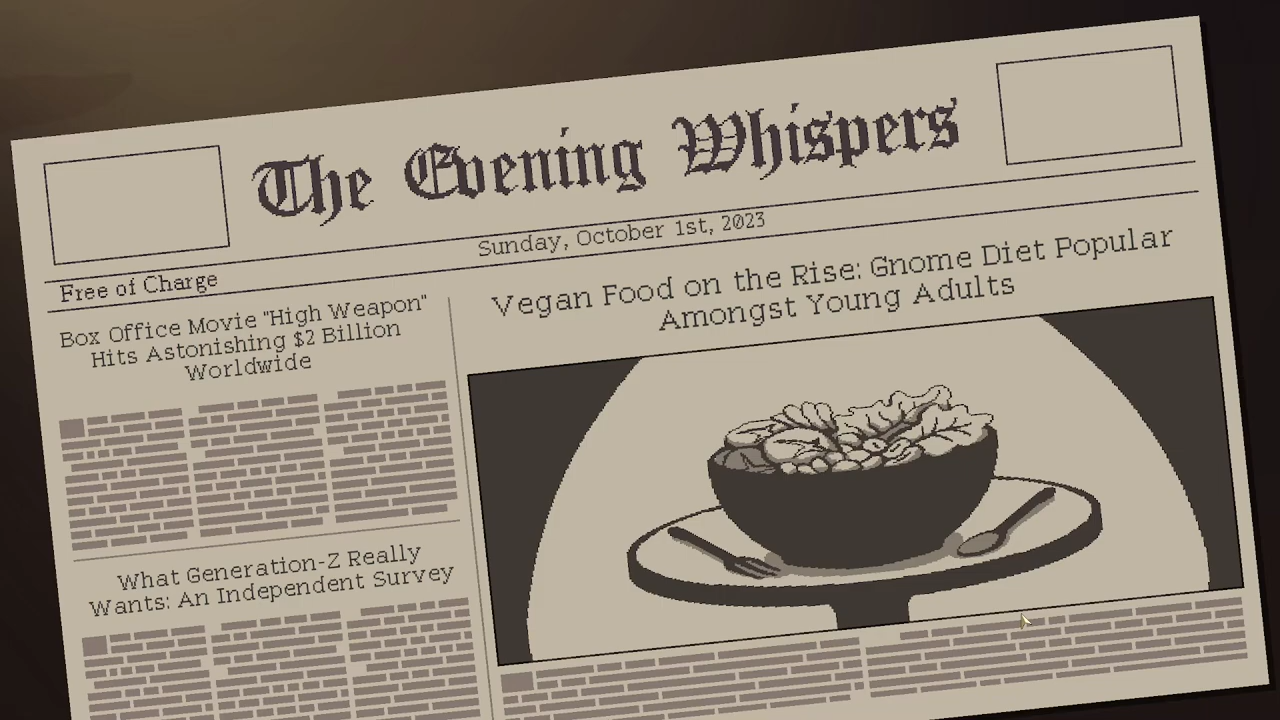 The Evening Whispers
Sunday, October 1st, 2023
Free of Charge
Box Office Movie "High Weapon"
Hits Astonishing $2 Billion
Worldwide
What Generation-Z Really
Wants: An Independent Survey
Vegan Food on the Rise: Gnome Diet Popular
Amongst Young Adults